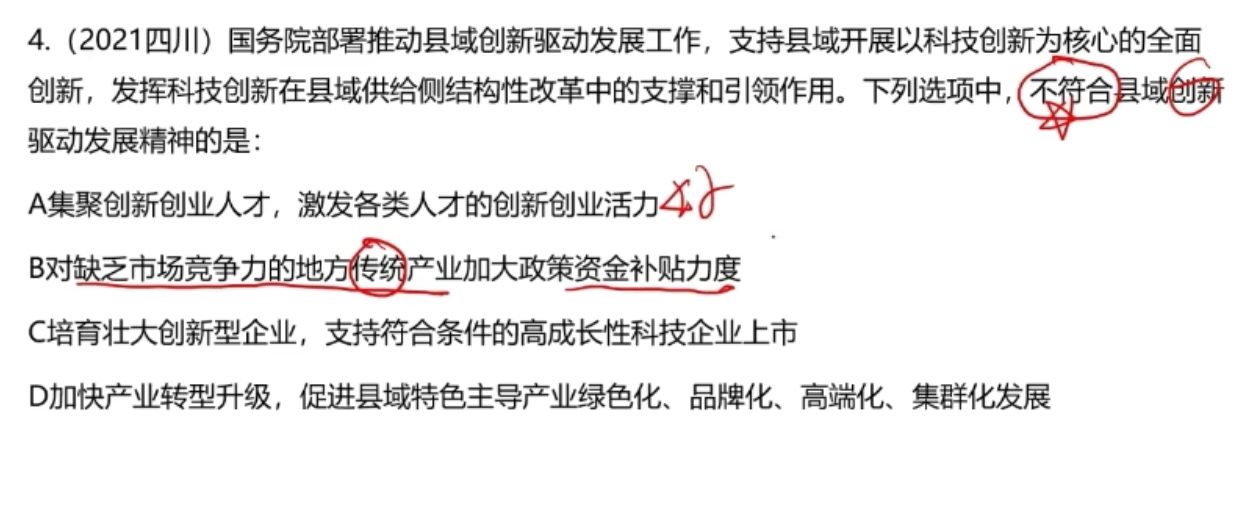 4.（2021四川）国务院部署推动县域创新驱动发展工作，支持县域开展以科技创新为核心的全面
创新，发挥科技创新在县域供给侧结构性改革中的支撑和引领作用。下列选项中，不符合县域创新
驱动发展精神的是：
A集聚创新创业人才，激发各类人才的创新创业活力
B对缺乏市场竞争力的地方传统产业加大政策资金补贴力度
C培育壮大创新型企业，支持符合条件的高成长性科技企业上市
D加快产业转型升级，促进县域特色主导产业绿色化、品牌化、高端化、集群化发展